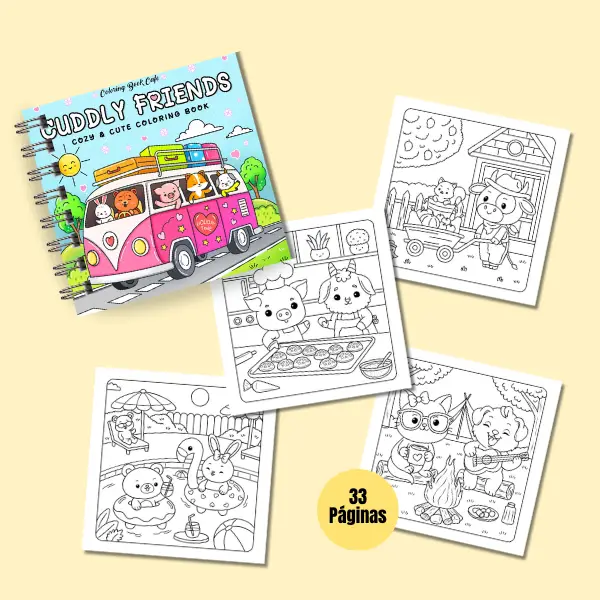 Coloring Book Cafe
CUDDLY FRIENDS
COZY & CUTE COLORING BOOK
33
Páginas